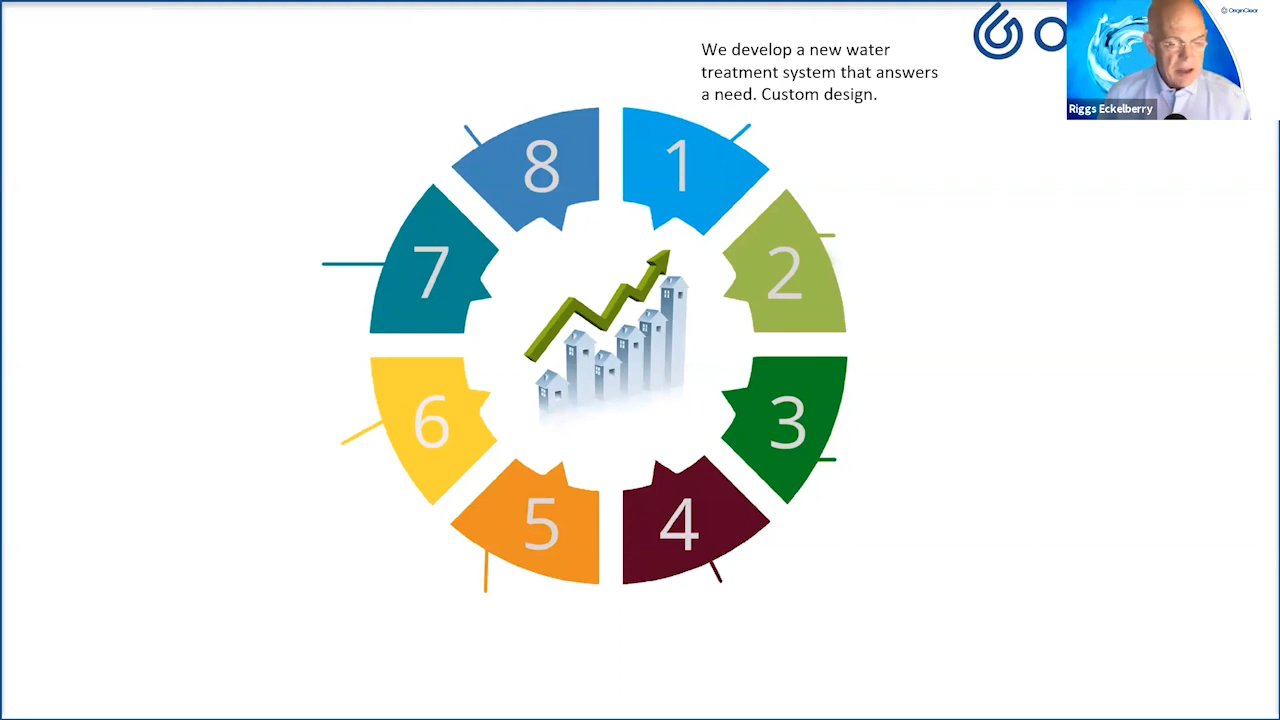 We develop a new water
treatment system that answers
a need. Custom design.
OriginClear
Riggs Eckelberry
8
1
7
2
6
3
5
4